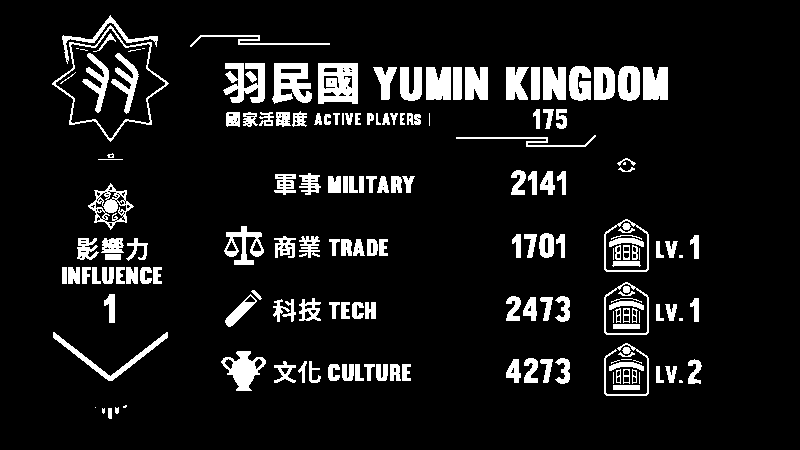 羽民國 YUMIN KINGDOM
國家活躍度 ACTIVE PLAYERS | 175
影響力
INFLUENCE
1
軍事 MILITARY 2141
商業 TRADE 1701 LV.1
科技 TECH 2473 LV.1
文化 CULTURE 4273 LV.2